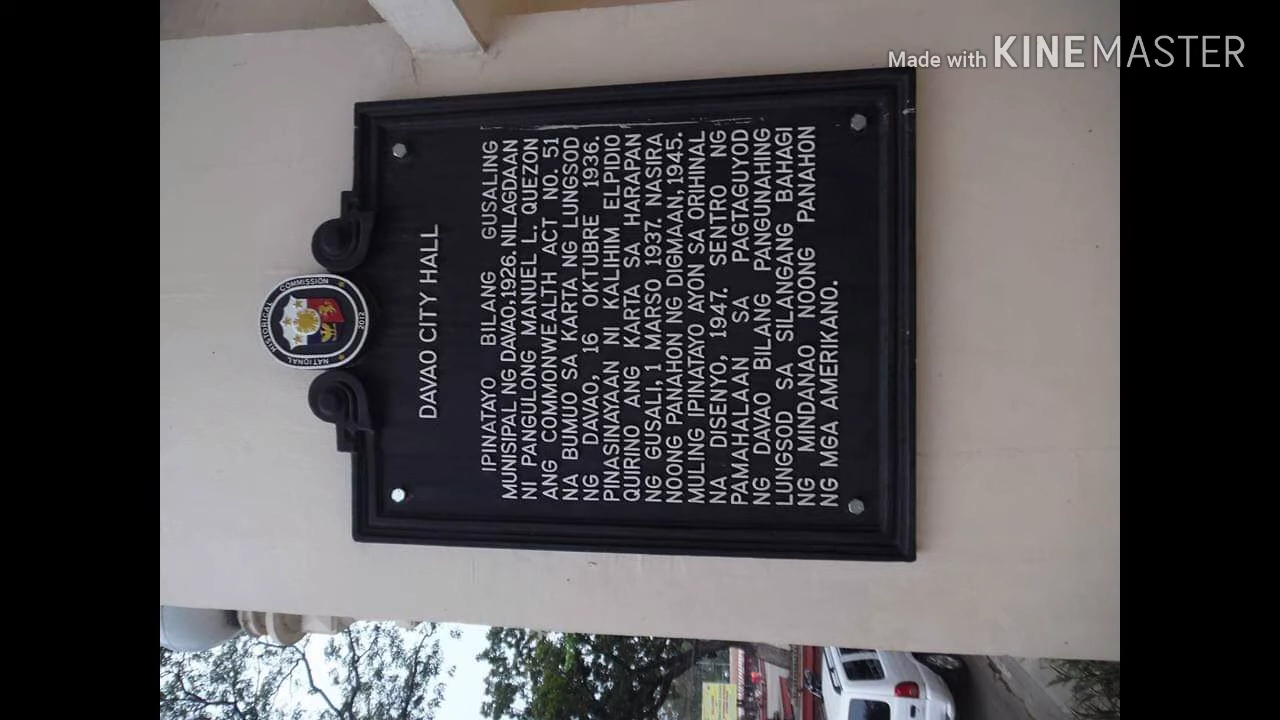 Made with KINEMASTER
NATIONAL HISTORICAL COMMISSION
2012
DAVAO CITY HALL
IPINATAYO BILANG GUSALING
MUNISIPAL NG DAVAO, 1926. NILAGDAAN
NI PANGULONG MANUEL L. QUEZON
ANG COMMONWEALTH ACT NO. 51
NA BUMUO SA KARTA NG LUNGSOD
NG DAVAO, 16 OKTUBRE 1936.
PINASINAYAAN NI KALIHIM ELPIDIO
QUIRINO ANG KARTA SA HARAPAN
NG GUSALI, 1 MARSO 1937. NASIRA
NOONG PANAHON NG DIGMAAN, 1945.
MULING IPINATAYO AYON SA ORIHINAL
NA DISENYO, 1947. SENTRO NG
PAMAHALAAN SA PAGTAGUYOD
NG DAVAO BILANG PANGUNAHING
LUNGSOD SA SILANGANG BAHAGI
NG MINDANAO NOONG PANAHON
NG MGA AMERIKANO.